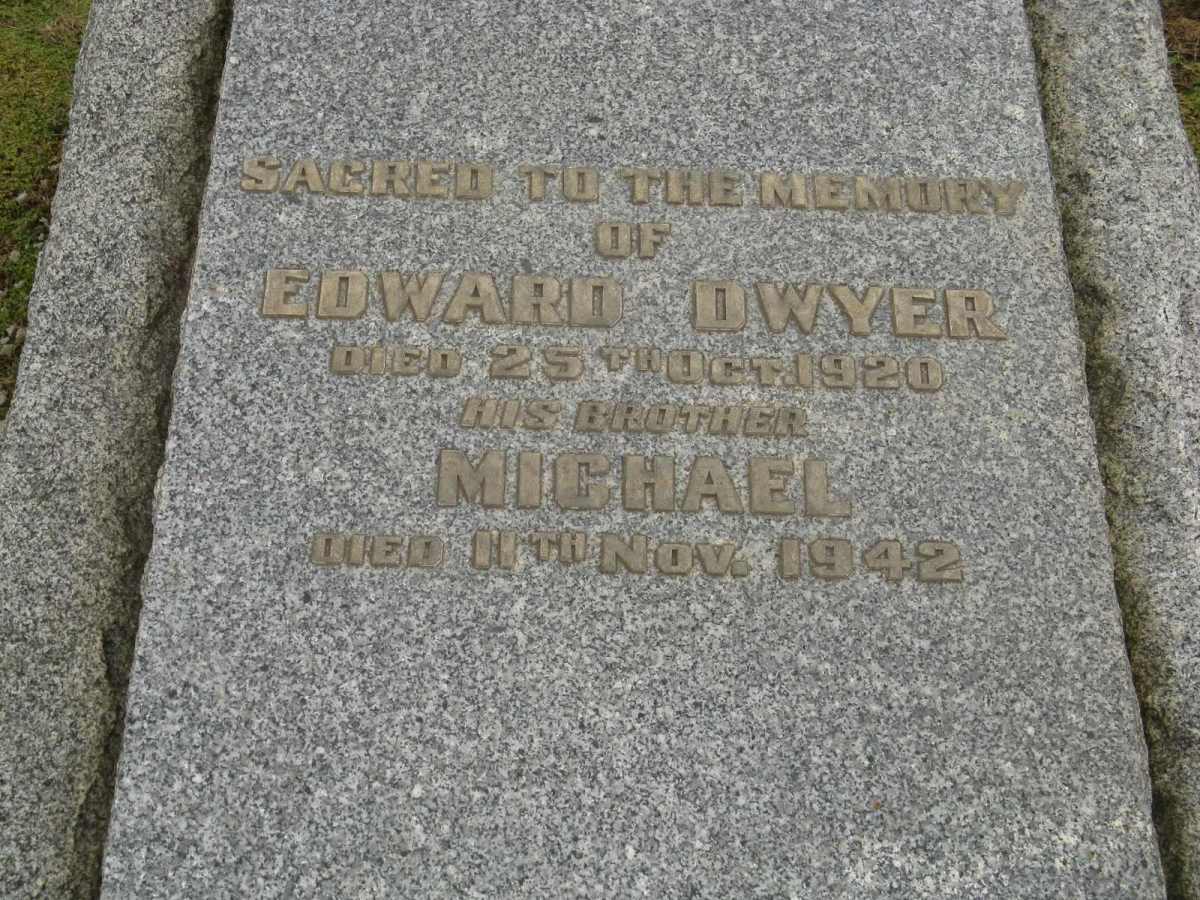 SACRED TO THE MEMORY
OF
EDWARD DWYER
DIED 25TH OCT. 1920
HIS BROTHER
MICHAEL
DIED 11TH NOV. 1942